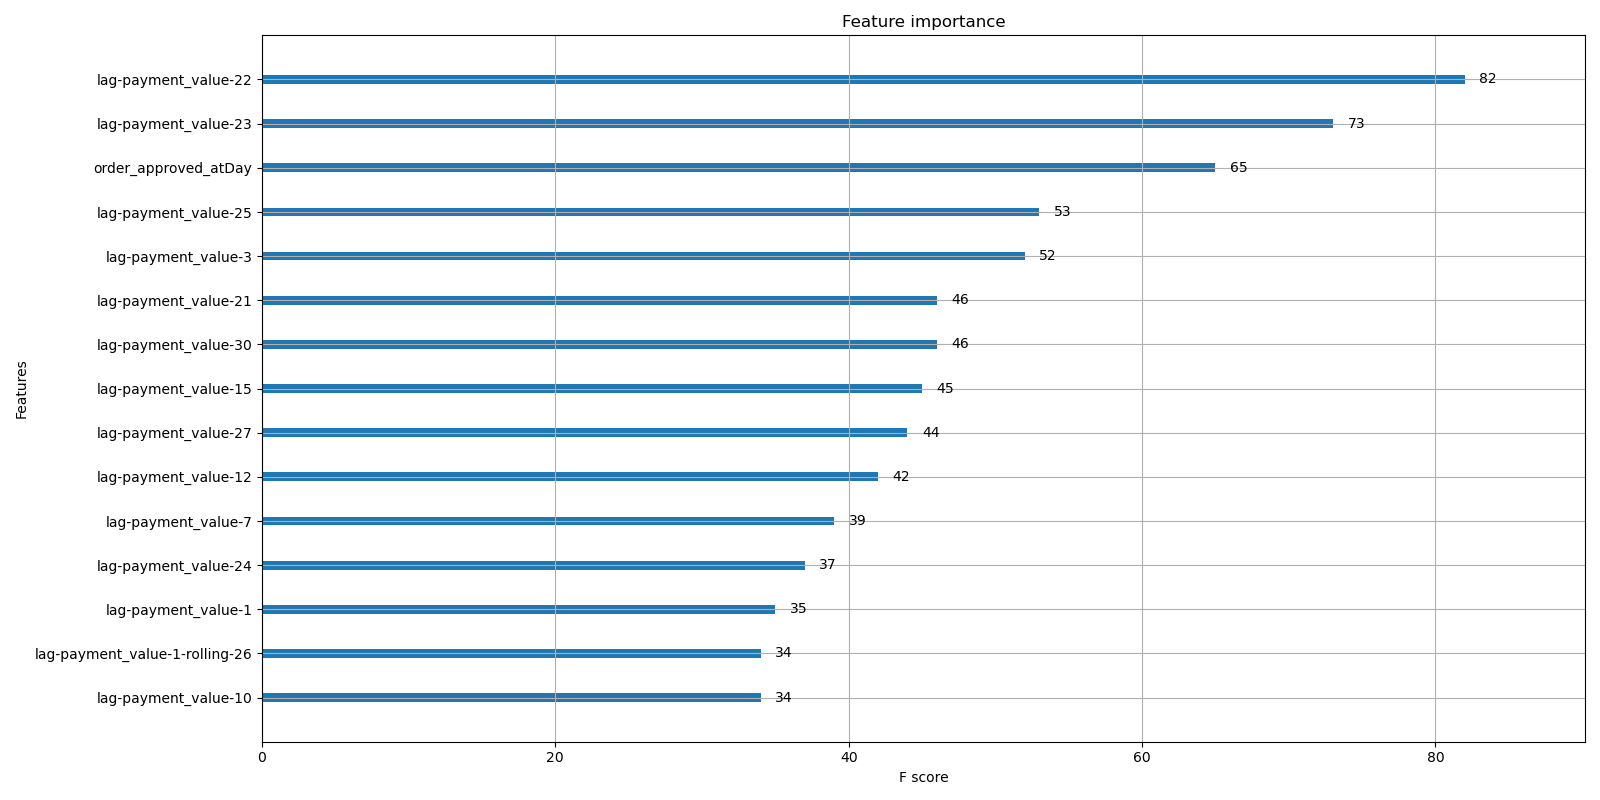 Feature importance
lag-payment_value-22 82
lag-payment_value-23 73
order_approved_atDay 65
lag-payment_value-25 53
lag-payment_value-3 52
lag-payment_value-21 46
lag-payment_value-30 46
lag-payment_value-15 45
lag-payment_value-27 44
lag-payment_value-12 42
lag-payment_value-7 39
lag-payment_value-24 37
lag-payment_value-1 35
lag-payment_value-1-rolling-26 34
lag-payment_value-10 34
Features
0 20 40 60 80
F score